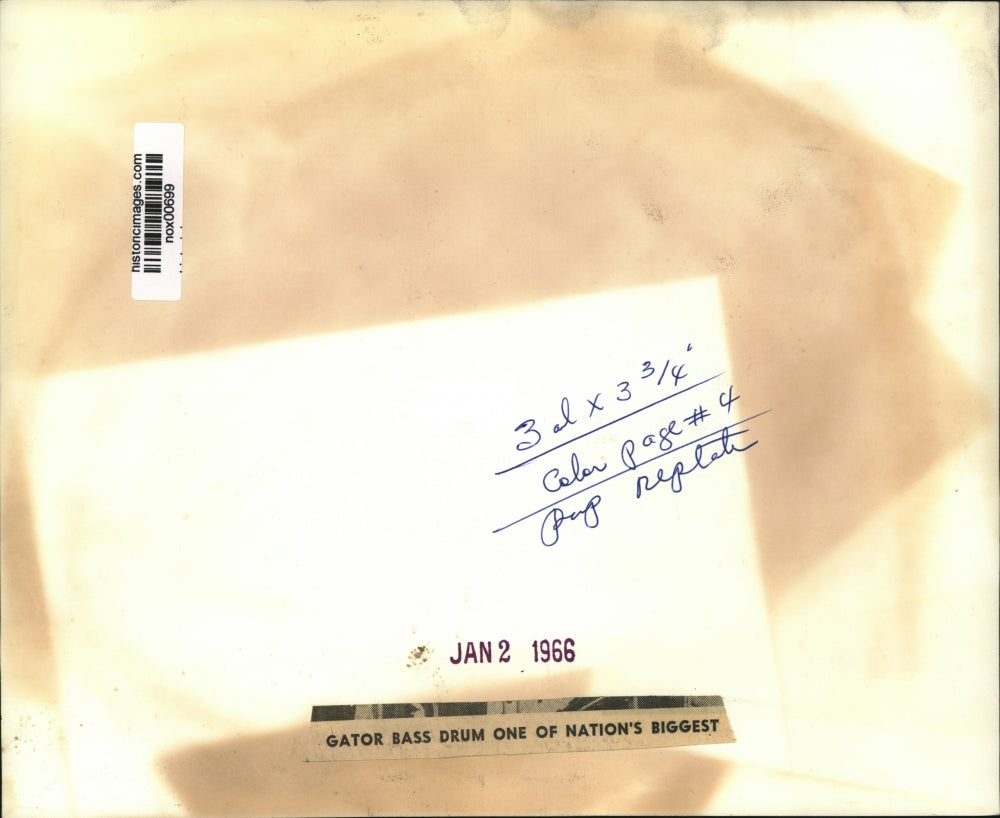 historicimages.com
nox00699
3 col x 3 3/4"
Color page # 4
replate
JAN 2 1966
GATOR BASS DRUM ONE OF NATION'S BIGGEST